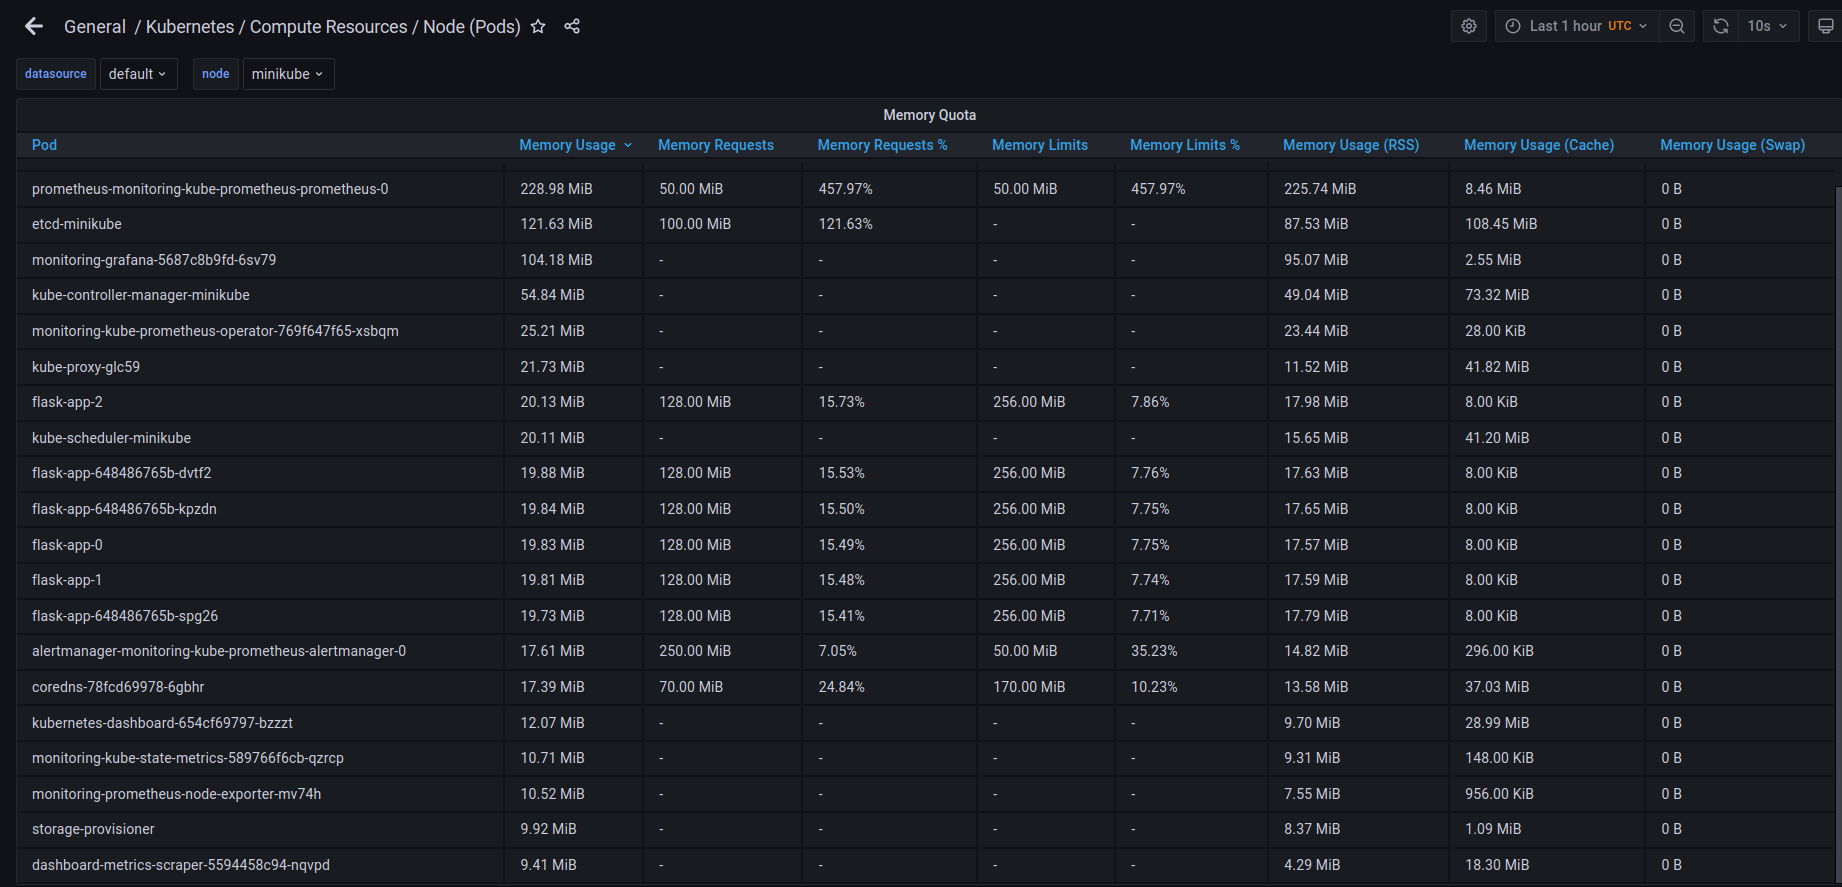 General / Kubernetes / Compute Resources / Node (Pods) Last 1 hour UTC 10s
datasource default node minikube
Memory Quota
Pod Memory Usage Memory Requests Memory Requests % Memory Limits Memory Limits % Memory Usage (RSS) Memory Usage (Cache) Memory Usage (Swap)
prometheus-monitoring-kube-prometheus-prometheus-0 228.98 MiB 50.00 MiB 457.97% 50.00 MiB 457.97% 225.74 MiB 8.46 MiB 0 B
etcd-minikube 121.63 MiB 100.00 MiB 121.63% - - 87.53 MiB 108.45 MiB 0 B
monitoring-grafana-5687c8b9fd-6sv79 104.18 MiB - - - - 95.07 MiB 2.55 MiB 0 B
kube-controller-manager-minikube 54.84 MiB - - - - 49.04 MiB 73.32 MiB 0 B
monitoring-kube-prometheus-operator-769f647f65-xsbqm 25.21 MiB - - - - 23.44 MiB 28.00 KiB 0 B
kube-proxy-glc59 21.73 MiB - - - - 11.52 MiB 41.82 MiB 0 B
flask-app-2 20.13 MiB 128.00 MiB 15.73% 256.00 MiB 7.86% 17.98 MiB 8.00 KiB 0 B
kube-scheduler-minikube 20.11 MiB - - - - 15.65 MiB 41.20 MiB 0 B
flask-app-648486765b-dvtf2 19.88 MiB 128.00 MiB 15.53% 256.00 MiB 7.76% 17.63 MiB 8.00 KiB 0 B
flask-app-648486765b-kpzdn 19.84 MiB 128.00 MiB 15.50% 256.00 MiB 7.75% 17.65 MiB 8.00 KiB 0 B
flask-app-0 19.83 MiB 128.00 MiB 15.49% 256.00 MiB 7.75% 17.57 MiB 8.00 KiB 0 B
flask-app-1 19.81 MiB 128.00 MiB 15.48% 256.00 MiB 7.74% 17.59 MiB 8.00 KiB 0 B
flask-app-648486765b-spg26 19.73 MiB 128.00 MiB 15.41% 256.00 MiB 7.71% 17.79 MiB 8.00 KiB 0 B
alertmanager-monitoring-kube-prometheus-alertmanager-0 17.61 MiB 250.00 MiB 7.05% 50.00 MiB 35.23% 14.82 MiB 296.00 KiB 0 B
coredns-78fcd69978-6gbhr 17.39 MiB 70.00 MiB 24.84% 170.00 MiB 10.23% 13.58 MiB 37.03 MiB 0 B
kubernetes-dashboard-654cf69797-bzzzt 12.07 MiB - - - - 9.70 MiB 28.99 MiB 0 B
monitoring-kube-state-metrics-589766f6cb-qzrcp 10.71 MiB - - - - 9.31 MiB 148.00 KiB 0 B
monitoring-prometheus-node-exporter-mv74h 10.52 MiB - - - - 7.55 MiB 956.00 KiB 0 B
storage-provisioner 9.92 MiB - - - - 8.37 MiB 1.09 MiB 0 B
dashboard-metrics-scraper-5594458c94-nqvpd 9.41 MiB - - - - 4.29 MiB 18.30 MiB 0 B